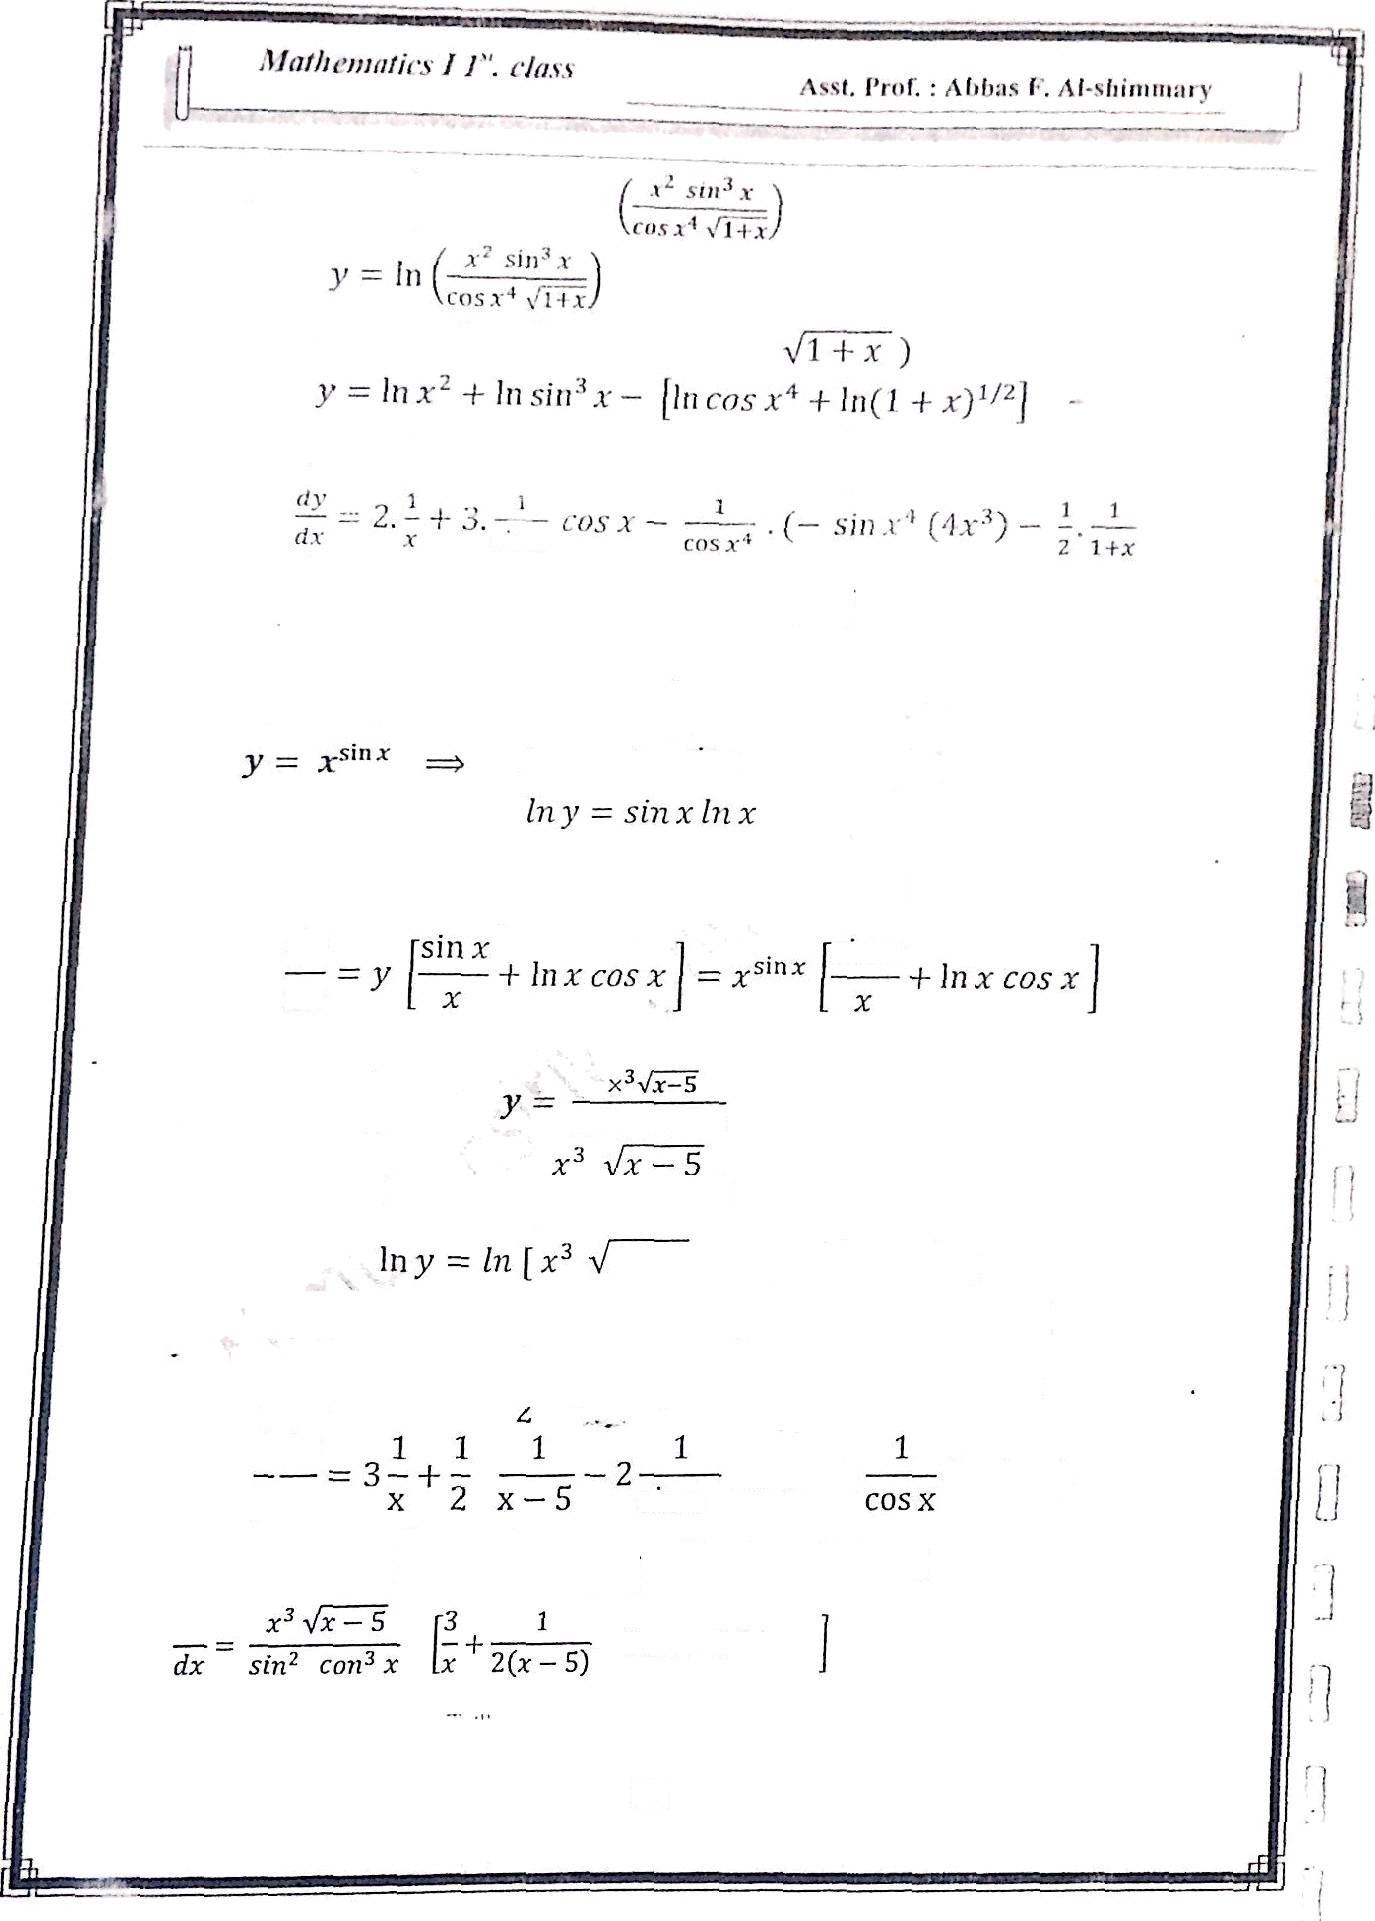 Mathematics I 1st. class
Asst. Prof. : Abbas F. Al-shimmary
(x² sin³ x / cos x⁴ √(1+x))
y = ln (x² sin³ x / cos x⁴ √(1+x))
√(1 + x) )
y = ln x² + ln sin³ x − [ln cos x⁴ + ln(1 + x)^1/2]
dy/dx = 2. 1/x + 3. 1/ cos x − 1/cos x⁴ . (− sin x⁴ (4x³) − 1/2 . 1/1+x
y = x^sin x ⟹
ln y = sin x ln x
— = y [sin x / x + ln x cos x] = x^sin x [— / x + ln x cos x]
y = x³√(x−5) / 
x³ √(x − 5)
ln y = ln [ x³ √
— = 3 1/x + 1/2 1/(x − 5) − 2 1/ 1/cos x
/dx = x³ √(x − 5) / sin² con³ x [3/x + 1/2(x − 5) ]